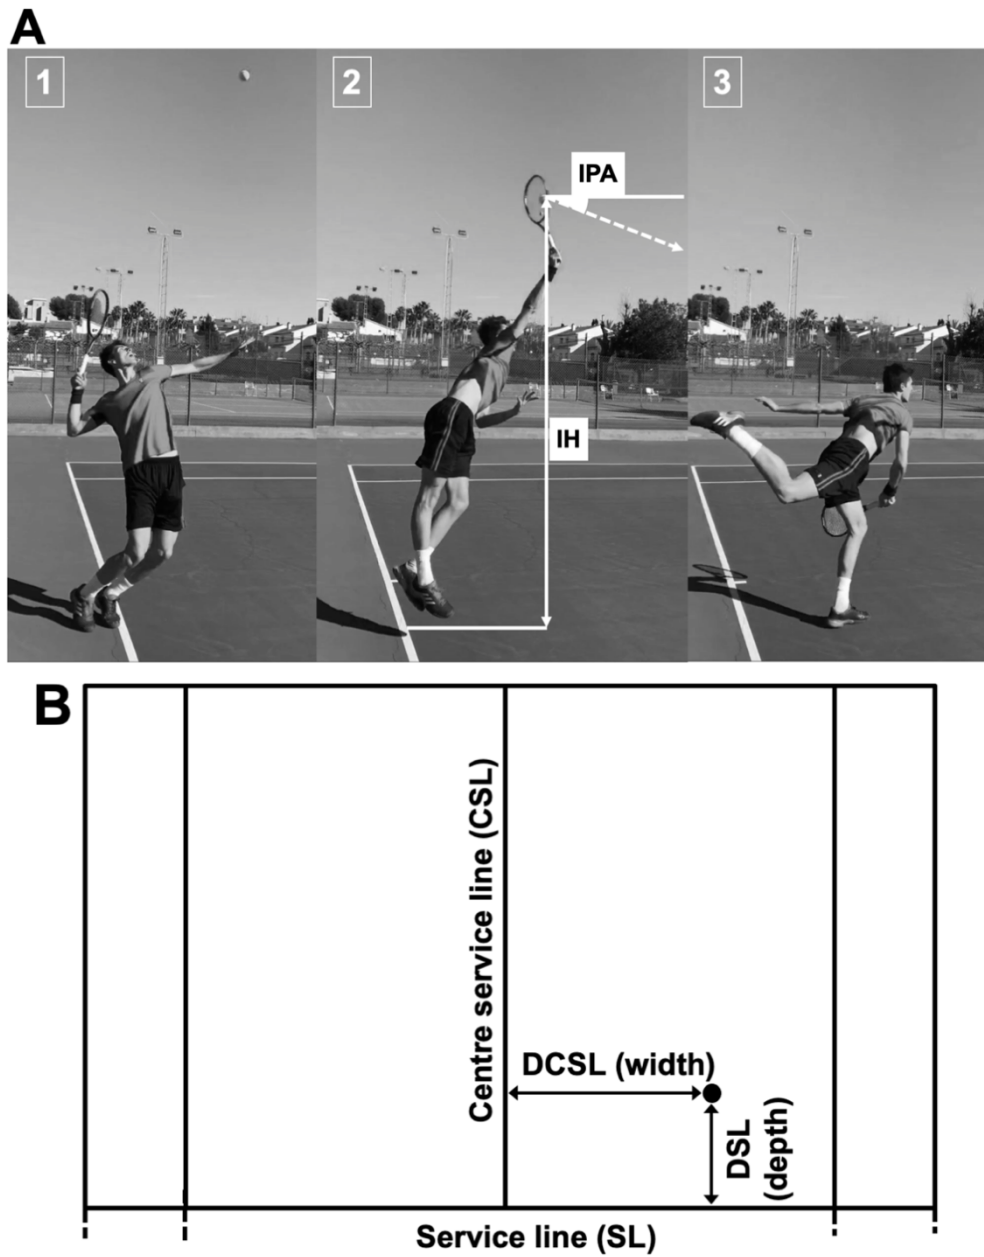 A
1
2
3
IPA
IH
B
Centre service line (CSL)
DCSL (width)
DSL
(depth)
Service line (SL)